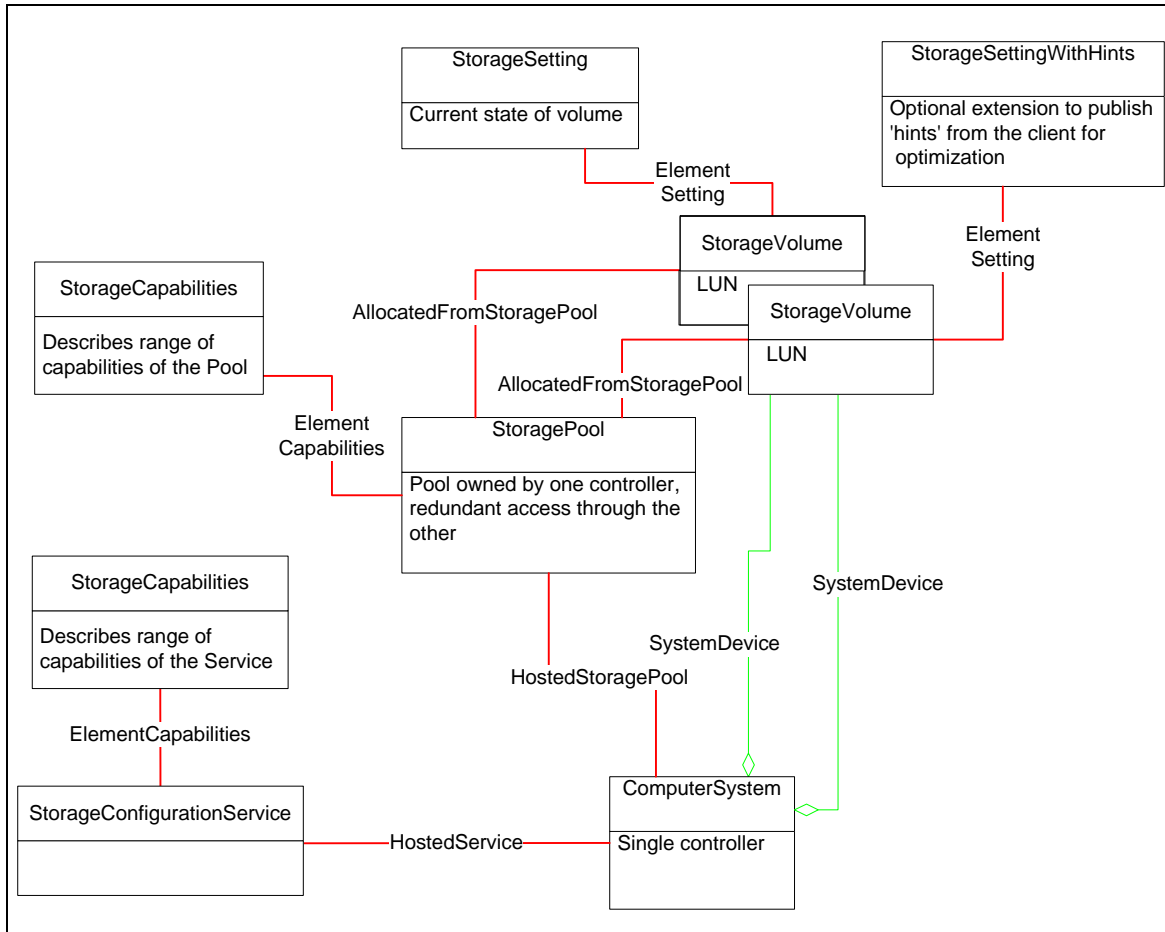 StorageSetting
Current state of volume
StorageSettingWithHints
Optional extension to publish
'hints' from the client for
optimization
Element
Setting
Element
Setting
StorageVolume
LUN
StorageVolume
LUN
StorageCapabilities
Describes range of
capabilities of the Pool
AllocatedFromStoragePool
AllocatedFromStoragePool
Element
Capabilities
StoragePool
Pool owned by one controller,
redundant access through the
other
StorageCapabilities
Describes range of
capabilities of the Service
SystemDevice
SystemDevice
HostedStoragePool
ElementCapabilities
StorageConfigurationService
HostedService
ComputerSystem
Single controller